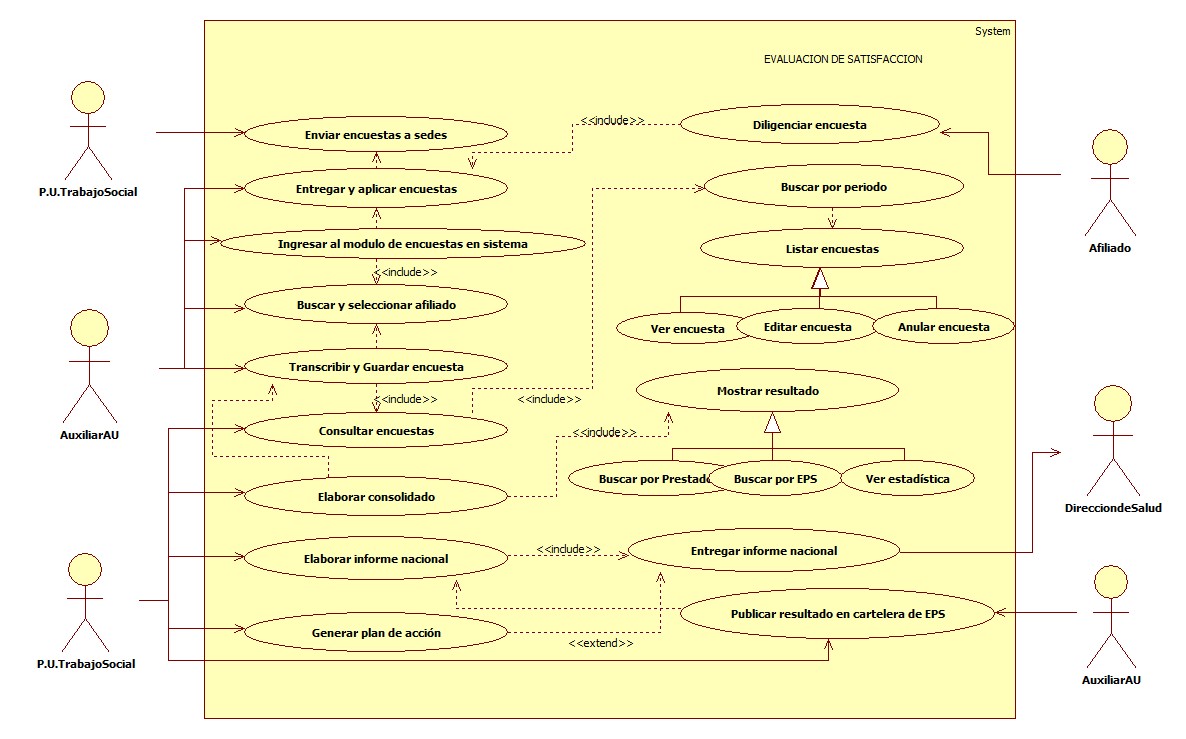 System
EVALUACION DE SATISFACCION
P.U.TrabajoSocial
Enviar encuestas a sedes
<<include>>
Diligenciar encuesta
Entregar y aplicar encuestas
Buscar por periodo
Afiliado
Ingresar al modulo de encuestas en sistema
Listar encuestas
<<include>>
Buscar y seleccionar afiliado
Ver encuesta
Editar encuesta
Anular encuesta
Transcribir y Guardar encuesta
AuxiliarAU
<<include>>
<<include>>
Mostrar resultado
Consultar encuestas
<<include>>
Buscar por Prestado
Buscar por EPS
Ver estadística
Elaborar consolidado
DirecciondeSalud
Elaborar informe nacional
<<include>>
Entregar informe nacional
Publicar resultado en cartelera de EPS
Generar plan de acción
<<extend>>
P.U.TrabajoSocial
AuxiliarAU